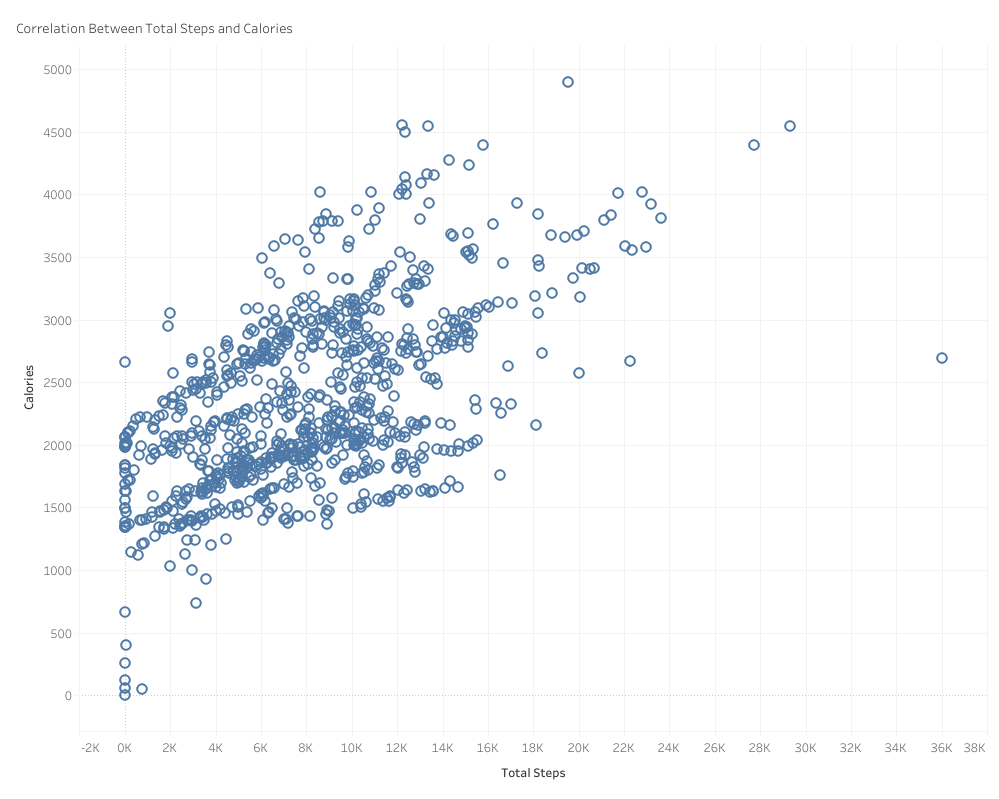 Correlation Between Total Steps and Calories
5000
4500
4000
3500
3000
2500
2000
1500
1000
500
0
Calories
-2K 0K 2K 4K 6K 8K 10K 12K 14K 16K 18K 20K 22K 24K 26K 28K 30K 32K 34K 36K 38K
Total Steps